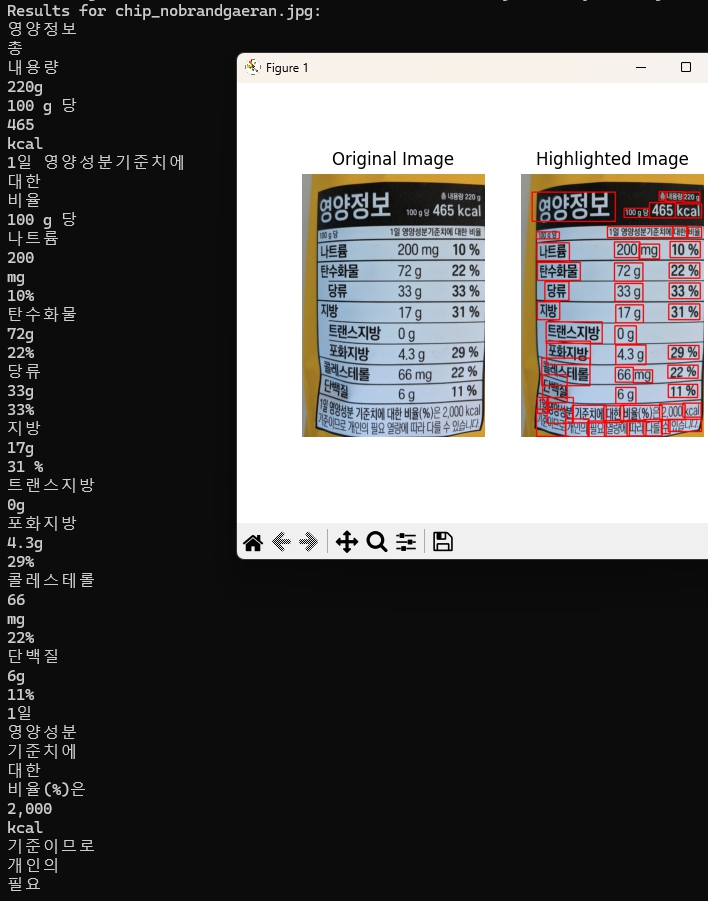 Results for chip_nobrandgaeran.jpg:
영양정보
총
내용량
220g
100 g 당
465
kcal
1일 영양성분기준치에
대한
비율
100 g 당
나트륨
200
mg
10%
탄수화물
72g
22%
당류
33g
33%
지방
17g
31 %
트랜스지방
0g
포화지방
4.3g
29%
콜레스테롤
66
mg
22%
단백질
6g
11%
1일
영양성분
기준치에
대한
비율(%)은
2,000
kcal
기준이므로
개인의
필요
Figure 1
Original Image
영양정보
총 내용량 220 g
100 g 당 465 kcal
100 g 당 1일 영양성분기준치에 대한 비율
나트륨 200 mg 10 %
탄수화물 72 g 22 %
당류 33 g 33 %
지방 17 g 31 %
트랜스지방 0 g
포화지방 4.3 g 29 %
콜레스테롤 66 mg 22 %
단백질 6 g 11 %
1일 영양성분 기준치에 대한 비율(%)은 2,000 kcal
기준이므로 개인의 필요 열량에 따라 다를 수 있습니다
Highlighted Image
영양정보
총 내용량 220 g
100 g 당 465 kcal
100 g 당 1일 영양성분기준치에 대한 비율
나트륨 200 mg 10 %
탄수화물 72 g 22 %
당류 33 g 33 %
지방 17 g 31 %
트랜스지방 0 g
포화지방 4.3 g 29 %
콜레스테롤 66 mg 22 %
단백질 6 g 11 %
1일 영양성분 기준치에 대한 비율(%)은 2,000 kcal
기준이므로 개인의 필요 열량에 따라 다를 수 있습니다